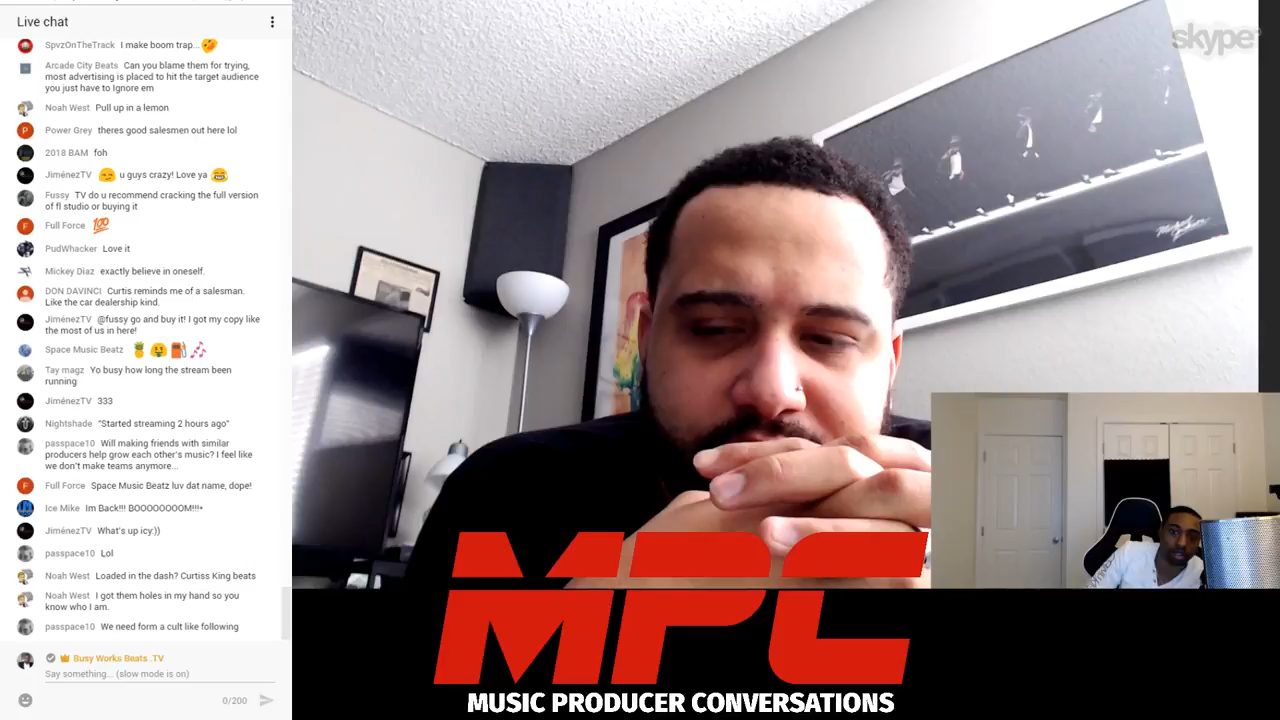 Live chat
SpvzOnTheTrack I make boom trap...
Arcade City Beats Can you blame them for trying,
most advertising is placed to hit the target audience
you just have to Ignore em
Noah West Pull up in a lemon
P Power Grey theres good salesmen out here lol
2018 BAM foh
JiménezTV u guys crazy! Love ya
Fussy TV do u recommend cracking the full version
of fl studio or buying it
F Full Force 💯
PudWhacker Love it
Mickey Diaz exactly believe in oneself.
DON DAVINCI Curtis reminds me of a salesman.
Like the car dealership kind.
JiménezTV @fussy go and buy it! I got my copy like
the most of us in here!
Space Music Beatz
Tay magz Yo busy how long the stream been
running
JiménezTV 333
Nightshade "Started streaming 2 hours ago"
passpace10 Will making friends with similar
producers help grow each other's music? I feel like
we don't make teams anymore...
F Full Force Space Music Beatz luv dat name, dope!
Ice Mike Im Back!!! BOOOOOOOOM!!!•
JiménezTV What's up icy:))
passpace10 Lol
Noah West Loaded in the dash? Curtiss King beats
Noah West I got them holes in my hand so you
know who I am.
passpace10 We need form a cult like following
Busy Works Beats .TV
Say something... (slow mode is on)
0/200
skype
MPC
MUSIC PRODUCER CONVERSATIONS